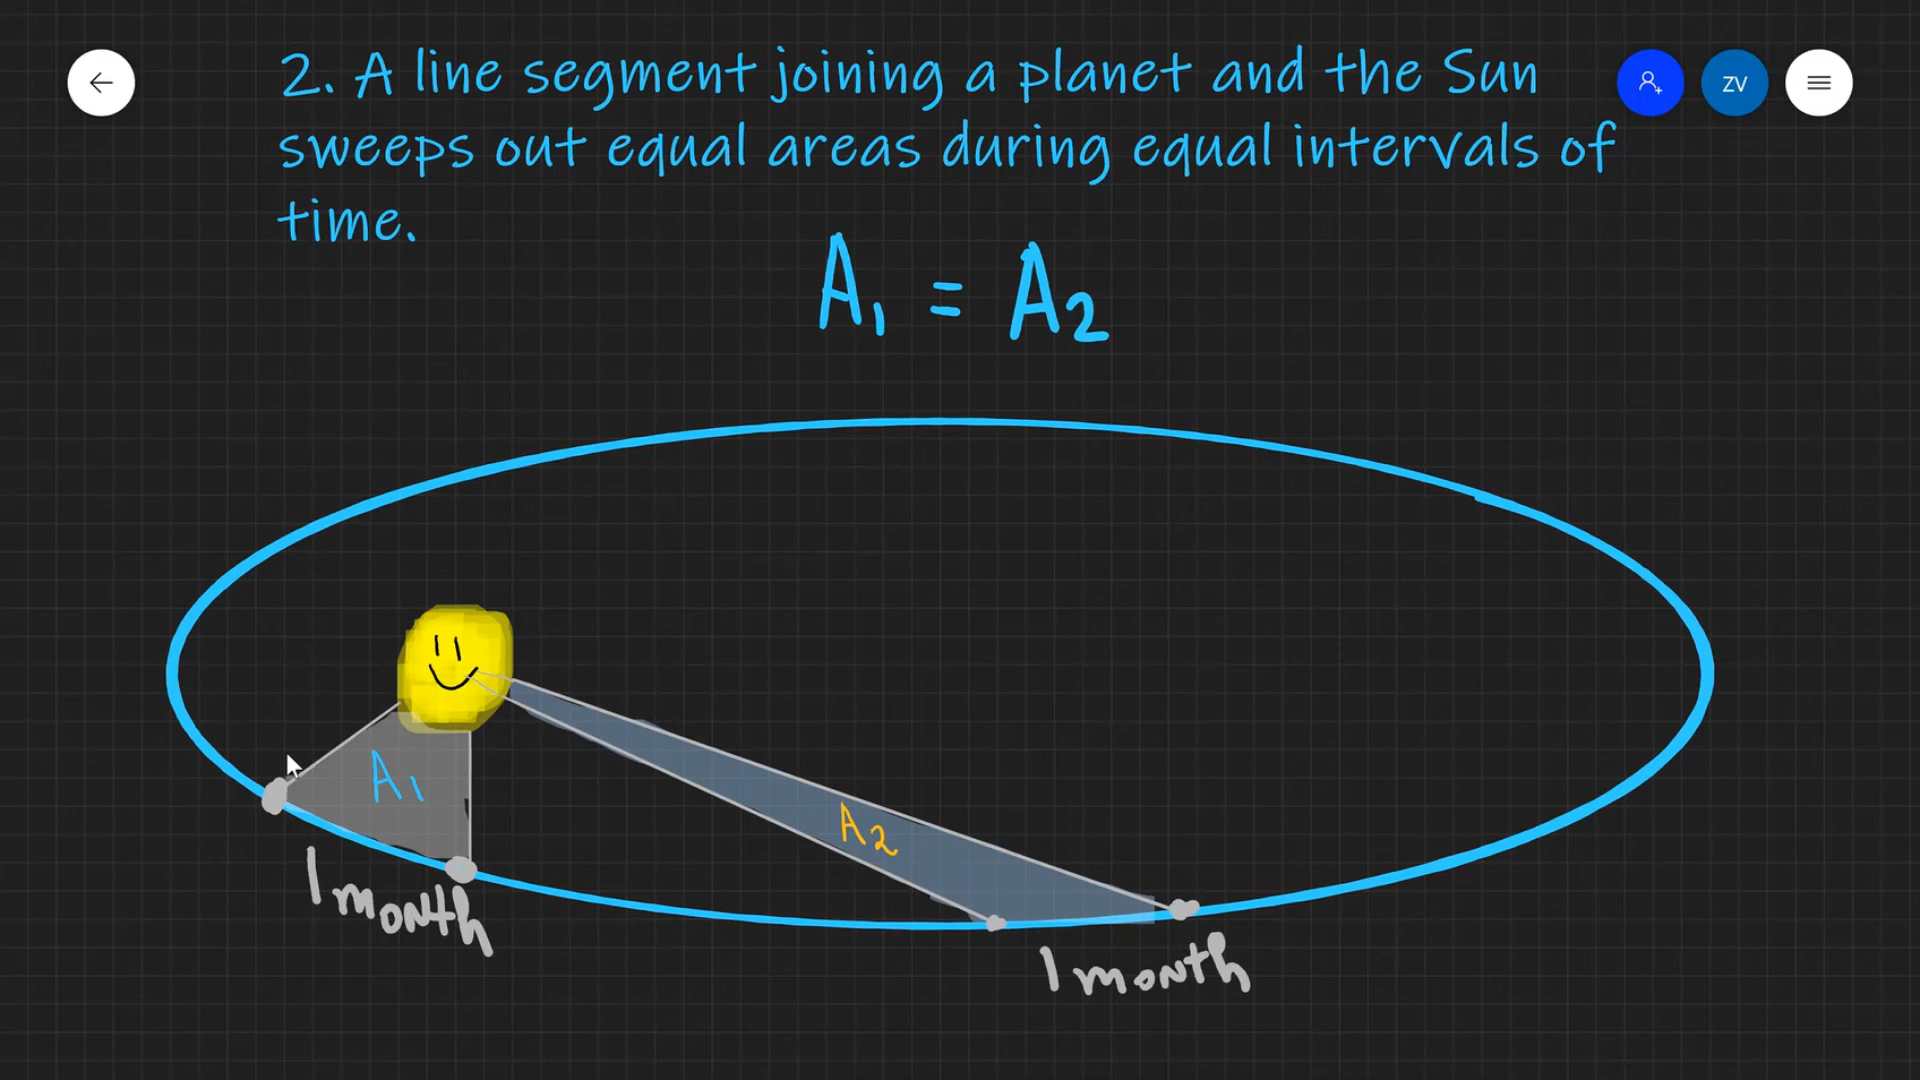 2. A line segment joining a planet and the Sun
sweeps out equal areas during equal intervals of
time.
A₁ = A₂
ZV
A₁
A₂
1 month
1 month